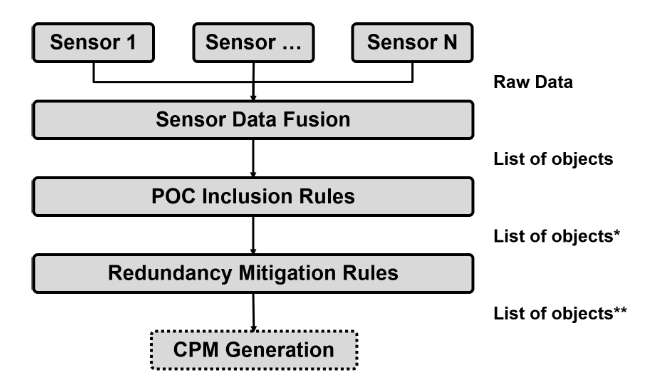 Sensor 1
Sensor …
Sensor N
Raw Data
Sensor Data Fusion
List of objects
POC Inclusion Rules
List of objects*
Redundancy Mitigation Rules
List of objects**
CPM Generation